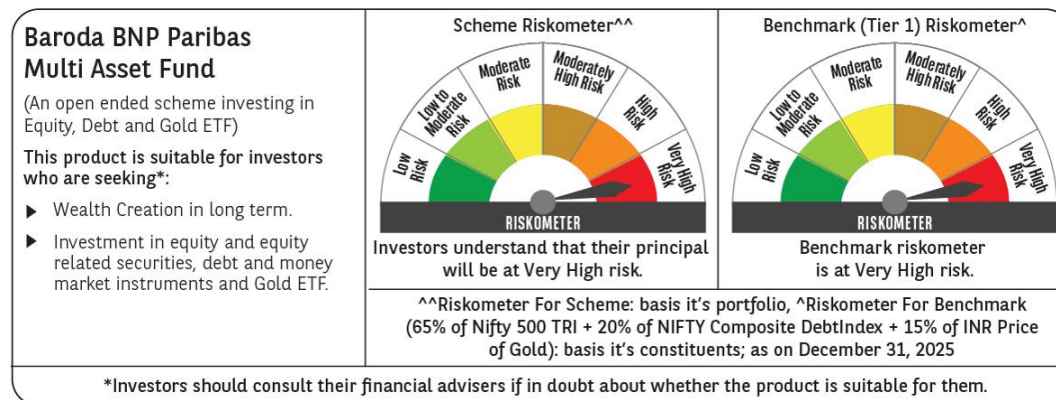 Baroda BNP Paribas
Multi Asset Fund
(An open ended scheme investing in
Equity, Debt and Gold ETF)
This product is suitable for investors
who are seeking*:
▶ Wealth Creation in long term.
▶ Investment in equity and equity
related securities, debt and money
market instruments and Gold ETF.
Scheme Riskometer^^
Low
Risk
Low to
Moderate
Risk
Moderate
Risk
Moderately
High Risk
High
Risk
Very High
Risk
RISKOMETER
Investors understand that their principal
will be at Very High risk.
Benchmark (Tier 1) Riskometer^
Low
Risk
Low to
Moderate
Risk
Moderate
Risk
Moderately
High Risk
High
Risk
Very High
Risk
RISKOMETER
Benchmark riskometer
is at Very High risk.
^^Riskometer For Scheme: basis it's portfolio, ^Riskometer For Benchmark
(65% of Nifty 500 TRI + 20% of NIFTY Composite DebtIndex + 15% of INR Price
of Gold): basis it's constituents; as on December 31, 2025
*Investors should consult their financial advisers if in doubt about whether the product is suitable for them.